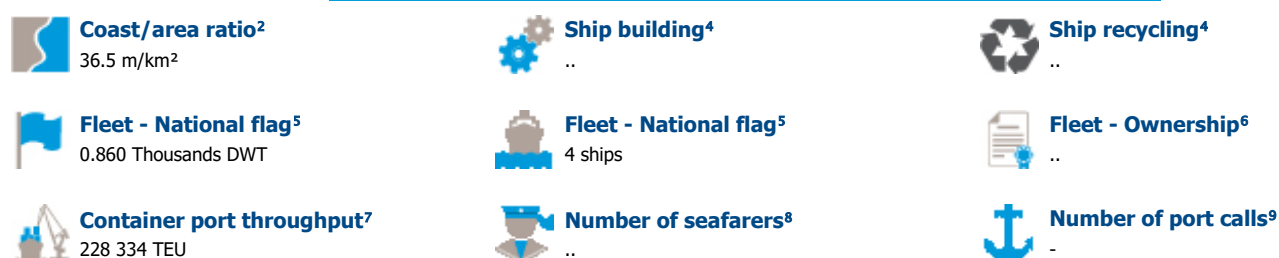 Coast/area ratio²
36.5 m/km²
Ship building⁴
..
Ship recycling⁴
..
Fleet - National flag⁵
0.860 Thousands DWT
Fleet - National flag⁵
4 ships
Fleet - Ownership⁶
..
Container port throughput⁷
228 334 TEU
Number of seafarers⁸
..
Number of port calls⁹
-